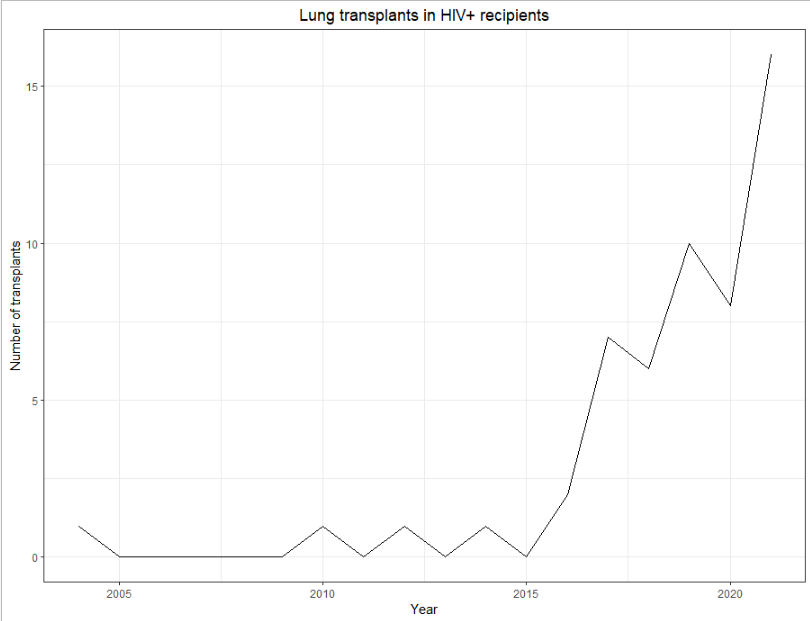 Lung transplants in HIV+ recipients
Number of transplants
15
10
5
0
2005 2010 2015 2020
Year